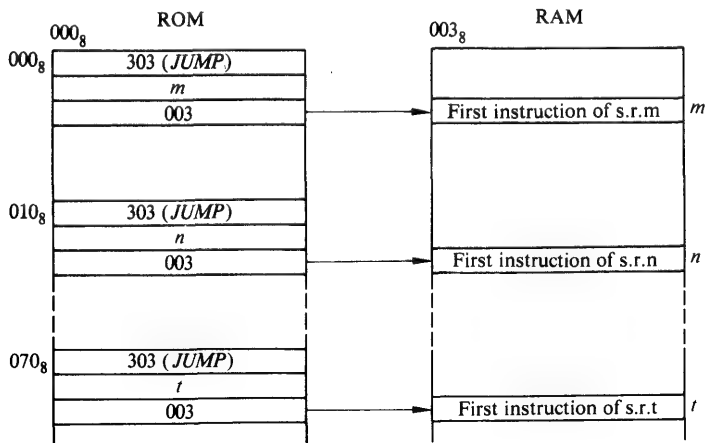 ROM
RAM
000₈
003₈
000₈
303 (JUMP)
m
003
First instruction of s.r.m
m
010₈
303 (JUMP)
n
003
First instruction of s.r.n
n
070₈
303 (JUMP)
t
003
First instruction of s.r.t
t